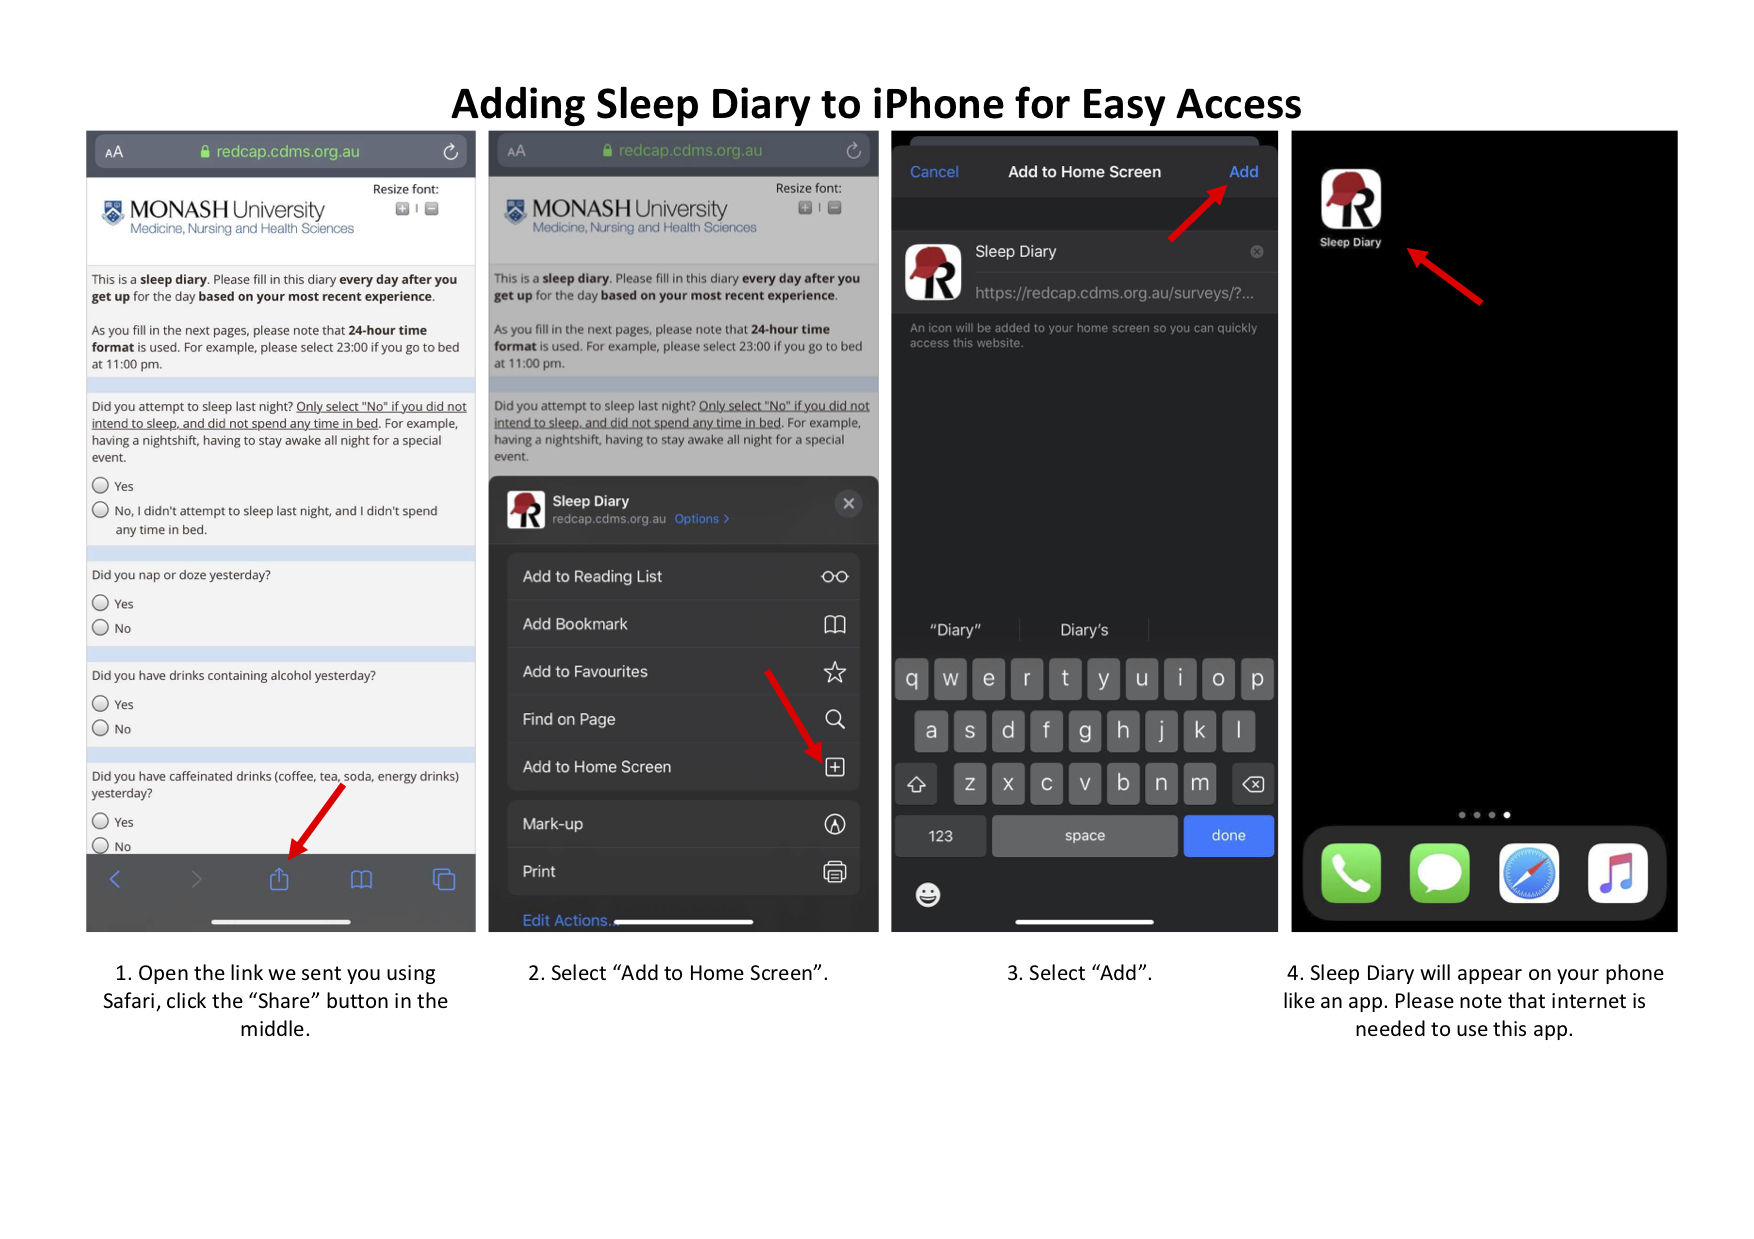 Adding Sleep Diary to iPhone for Easy Access
AA redcap.cdms.org.au
Resize font:
MONASH University
Medicine, Nursing and Health Sciences
This is a sleep diary. Please fill in this diary every day after you
get up for the day based on your most recent experience.
As you fill in the next pages, please note that 24-hour time
format is used. For example, please select 23:00 if you go to bed
at 11:00 pm.
Did you attempt to sleep last night? Only select "No" if you did not
intend to sleep, and did not spend any time in bed. For example,
having a nightshift, having to stay awake all night for a special
event.
Yes
No, I didn't attempt to sleep last night, and I didn't spend
any time in bed.
Did you nap or doze yesterday?
Yes
No
Did you have drinks containing alcohol yesterday?
Yes
No
Did you have caffeinated drinks (coffee, tea, soda, energy drinks)
yesterday?
Yes
No
1. Open the link we sent you using
Safari, click the “Share” button in the
middle.
AA redcap.cdms.org.au
Resize font:
MONASH University
Medicine, Nursing and Health Sciences
This is a sleep diary. Please fill in this diary every day after you
get up for the day based on your most recent experience.
As you fill in the next pages, please note that 24-hour time
format is used. For example, please select 23:00 if you go to bed
at 11:00 pm.
Did you attempt to sleep last night? Only select "No" if you did not
intend to sleep, and did not spend any time in bed. For example,
having a nightshift, having to stay awake all night for a special
event.
R
Sleep Diary
redcap.cdms.org.au Options >
Add to Reading List
Add Bookmark
Add to Favourites
Find on Page
Add to Home Screen
Mark-up
Print
Edit Actions...
2. Select “Add to Home Screen”.
Cancel Add to Home Screen Add
R
Sleep Diary
https://redcap.cdms.org.au/surveys/?...
An icon will be added to your home screen so you can quickly
access this website.
“Diary” Diary’s
q w e r t y u i o p
a s d f g h j k l
z x c v b n m
123 space done
3. Select “Add”.
R
Sleep Diary
4. Sleep Diary will appear on your phone
like an app. Please note that internet is
needed to use this app.